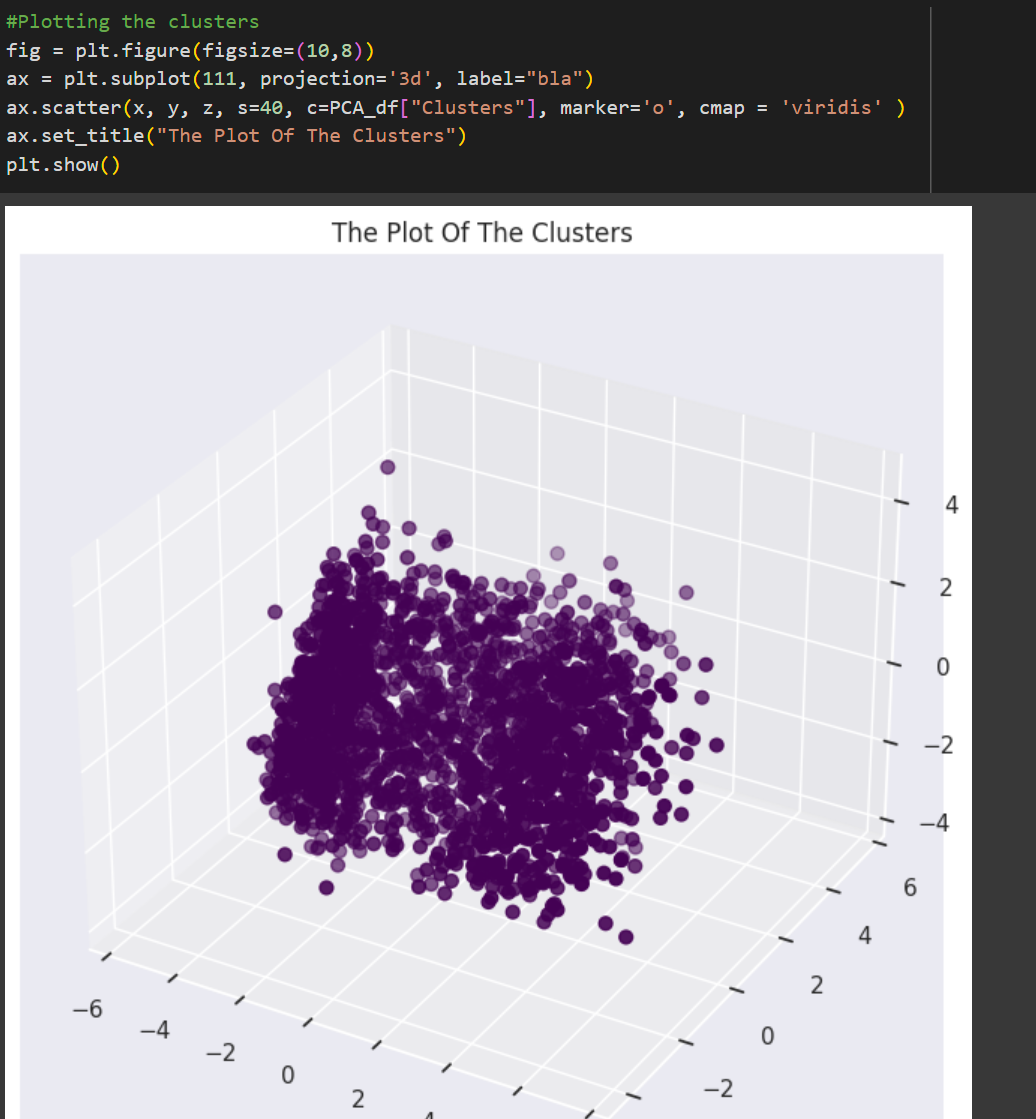 #Plotting the clusters
fig = plt.figure(figsize=(10,8))
ax = plt.subplot(111, projection='3d', label="bla")
ax.scatter(x, y, z, s=40, c=PCA_df["Clusters"], marker='o', cmap = 'viridis' )
ax.set_title("The Plot Of The Clusters")
plt.show()
The Plot Of The Clusters
4
2
0
−2
−4
6
4
2
0
−2
−6
−4
−2
0
2